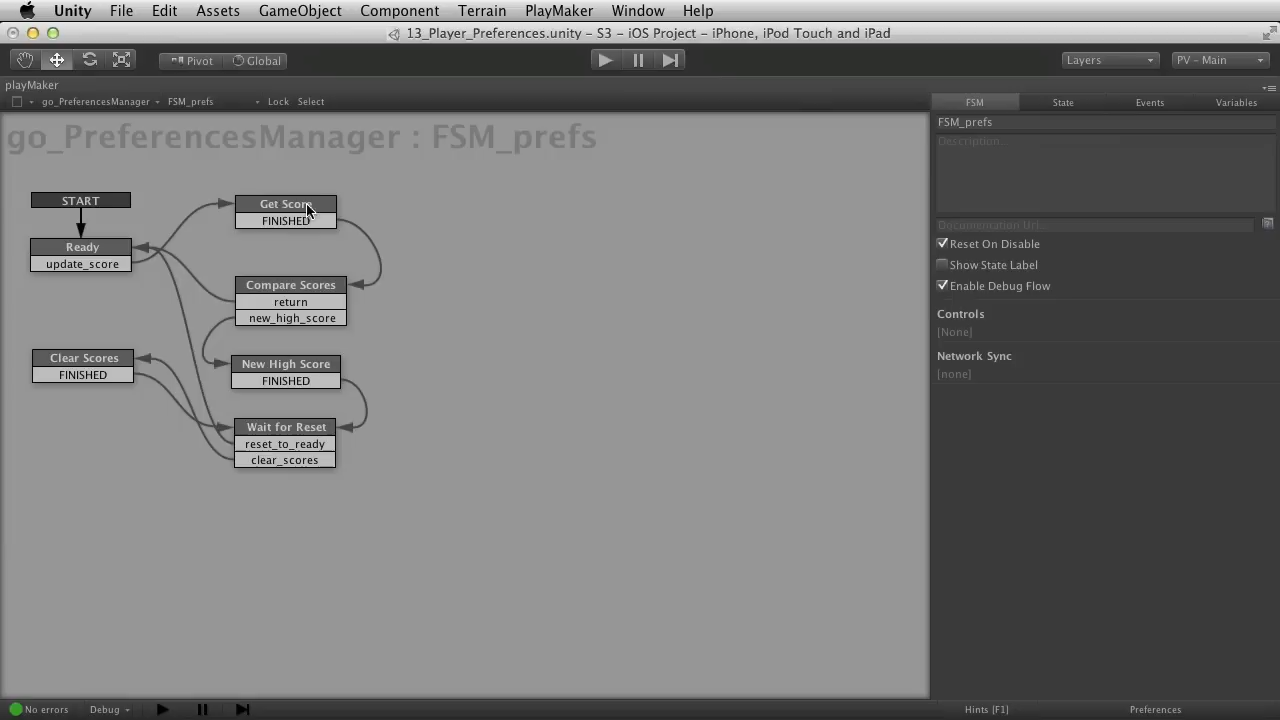 Unity File Edit Assets GameObject Component Terrain PlayMaker Window Help
13_Player_Preferences.unity – S3 – iOS Project – iPhone, iPod Touch and iPad
Pivot Global Layers PV - Main
playMaker
go_PreferencesManager FSM_prefs Lock Select
FSM State Events Variables
go_PreferencesManager : FSM_prefs
FSM_prefs
Description...
START
Ready
update_score
Get Score
FINISHED
Compare Scores
return
new_high_score
Clear Scores
FINISHED
New High Score
FINISHED
Wait for Reset
reset_to_ready
clear_scores
Documentation Url...
Reset On Disable
Show State Label
Enable Debug Flow
Controls
[None]
Network Sync
[none]
No errors Debug Hints [F1] Preferences